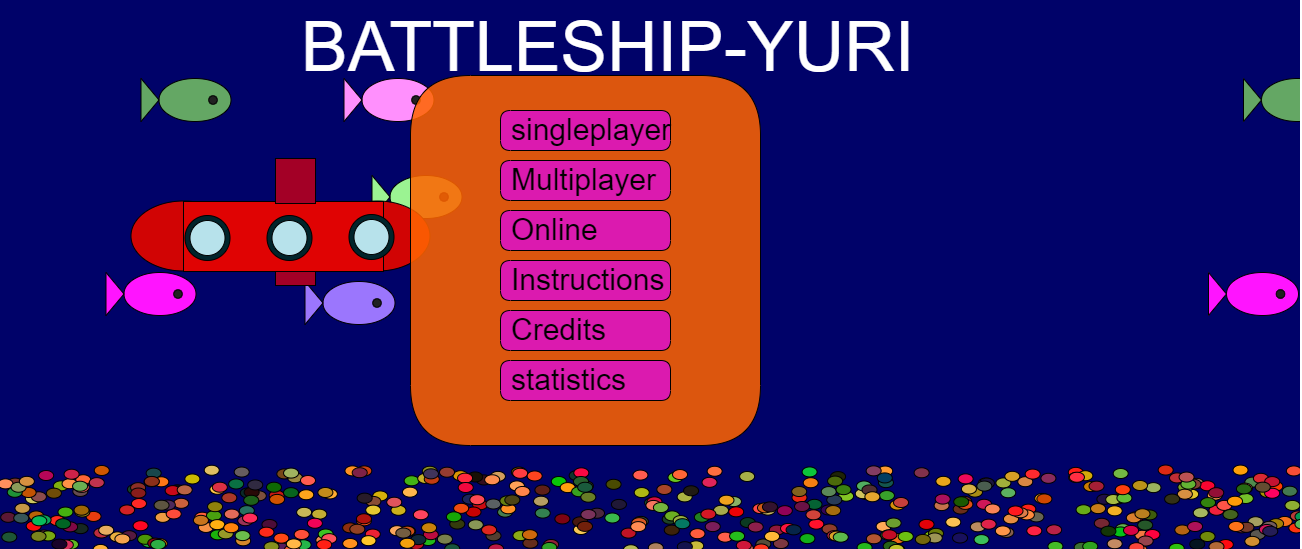 BATTLESHIP-YURI
singleplayer
Multiplayer
Online
Instructions
Credits
statistics